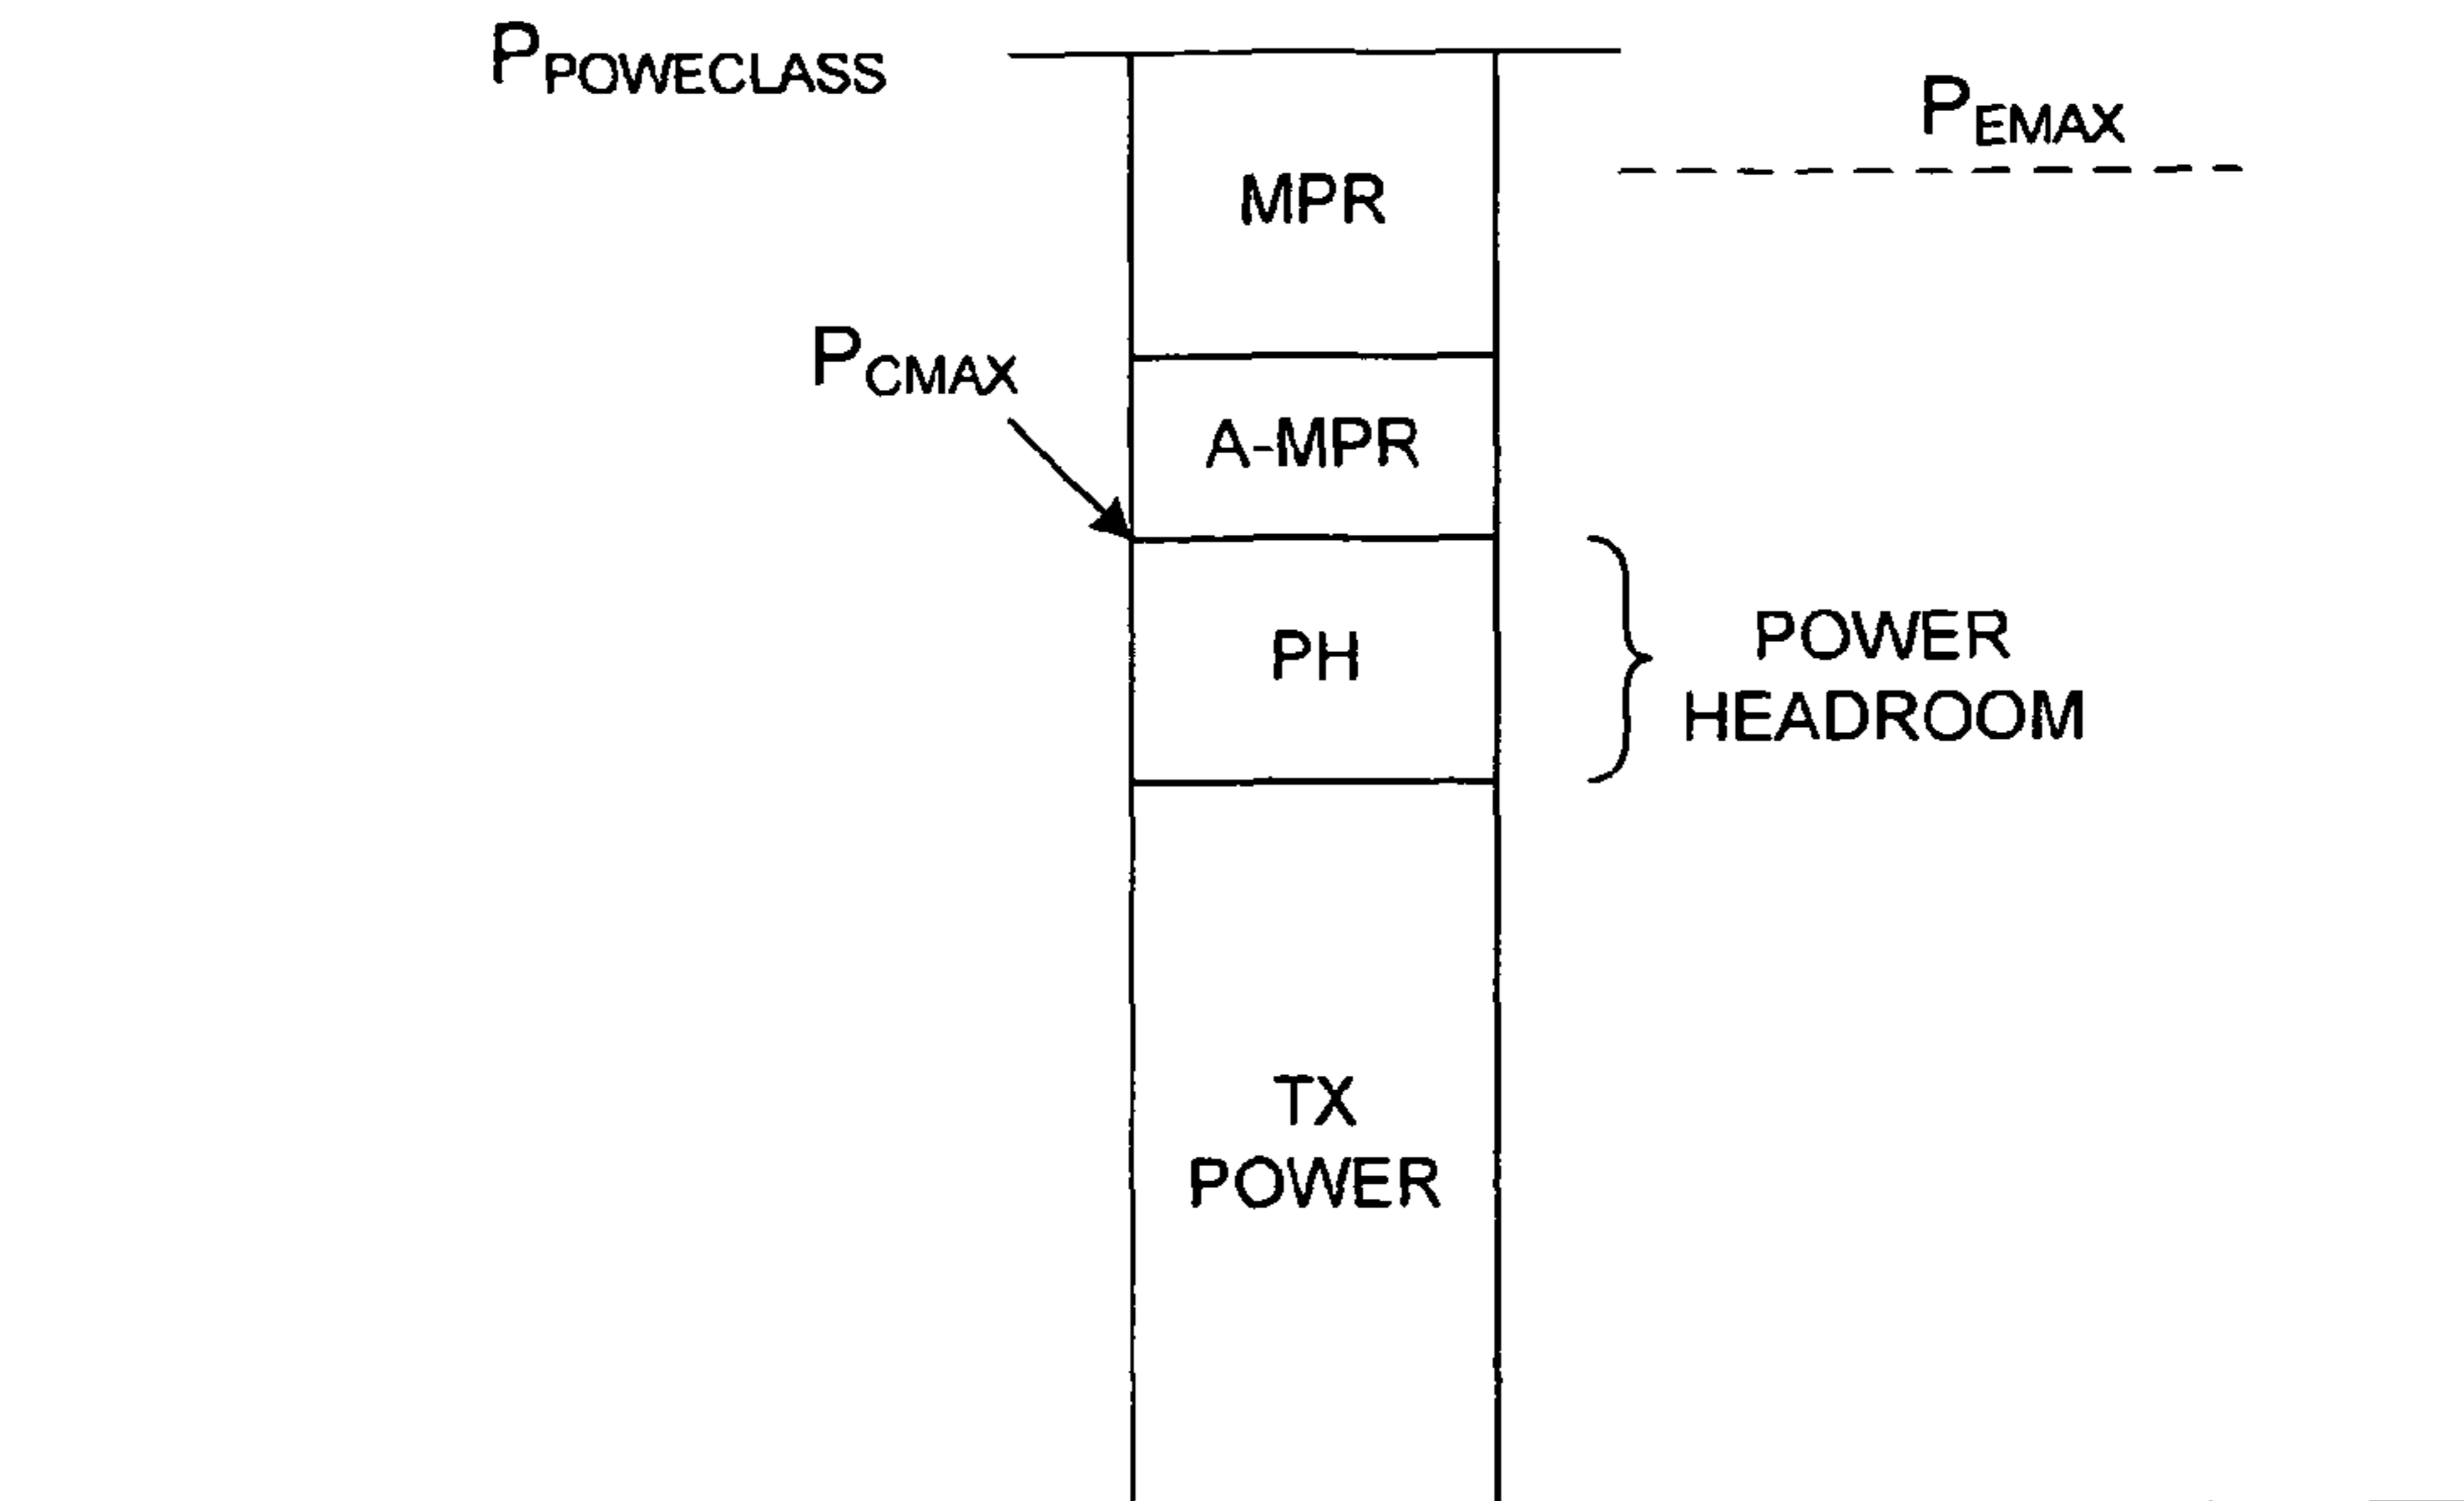 PPOWECLASS
PEMAX
MPR
PCMAX
A-MPR
PH
POWER
HEADROOM
TX
POWER